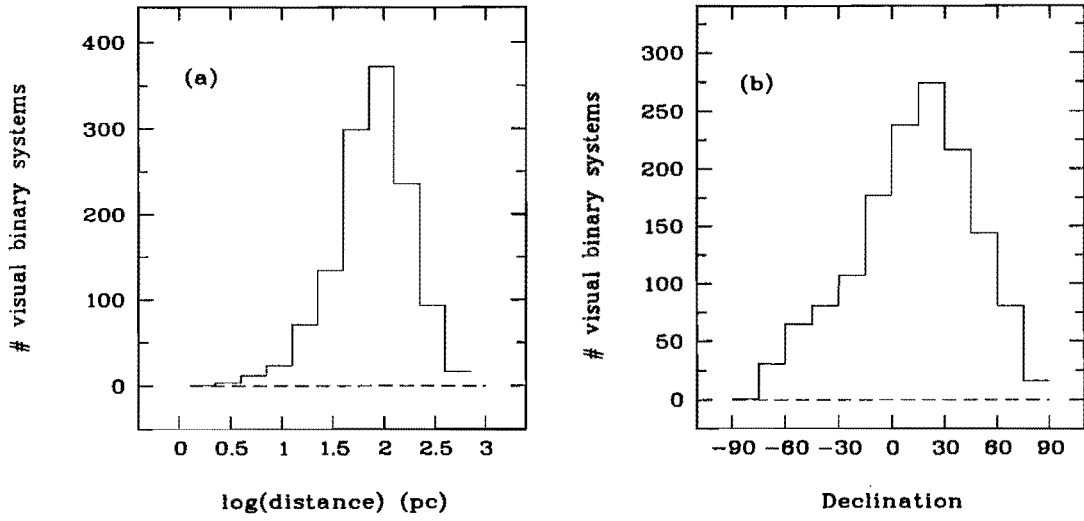 (a)
# visual binary systems
400
300
200
100
0
0 0.5 1 1.5 2 2.5 3
log(distance) (pc)
(b)
# visual binary systems
300
250
200
150
100
75
50
25
0
-90 -60 -30 0 30 60 90
Declination